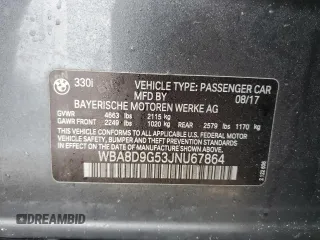 330i
VEHICLE TYPE: PASSENGER CAR
08/17
BAYERISCHE MOTOREN WERKE AG
GVWR 4663 lbs 2115 kg
GAWR FRONT 2249 lbs 1020 kg REAR 2579 lbs 1170 kg
THIS VEHICLE CONFORMS TO ALL APPLICABLE U.S. FEDERAL MOTOR VEHICLE SAFETY, BUMPER, AND THEFT PREVENTION STANDARDS IN EFFECT ON THE DATE OF MANUFACTURE SHOWN ABOVE.
WBA8D9G53JNU67864
DREAMBID